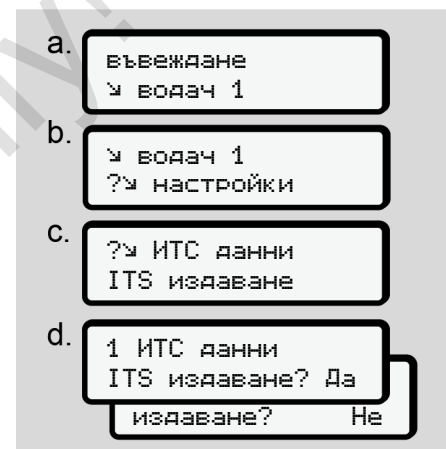 a.
въвеждане
↘ водач 1
b.
↘ водач 1
?↘ настройки
c.
?↘ ИТС данни
ITS издаване
d.
1 ИТС данни
ITS издаване? Да
издаване? Не